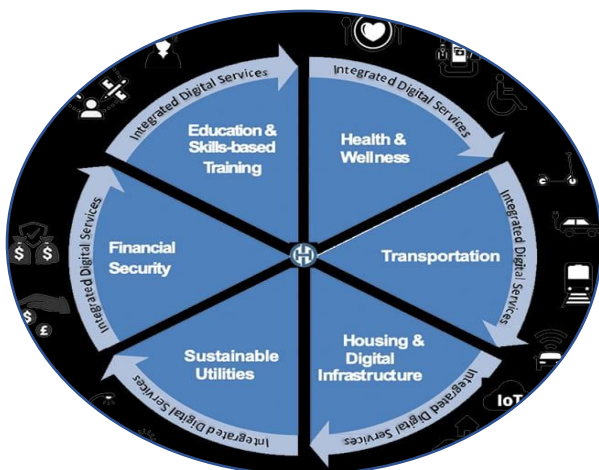 Integrated Digital Services
Education &
Skills-based
Training
Integrated Digital Services
Health &
Wellness
Integrated Digital Services
Transportation
Integrated Digital Services
Housing &
Digital
Infrastructure
Integrated Digital Services
Sustainable
Utilities
Integrated Digital Services
Financial
Security
H
IoT
$ $
$
£